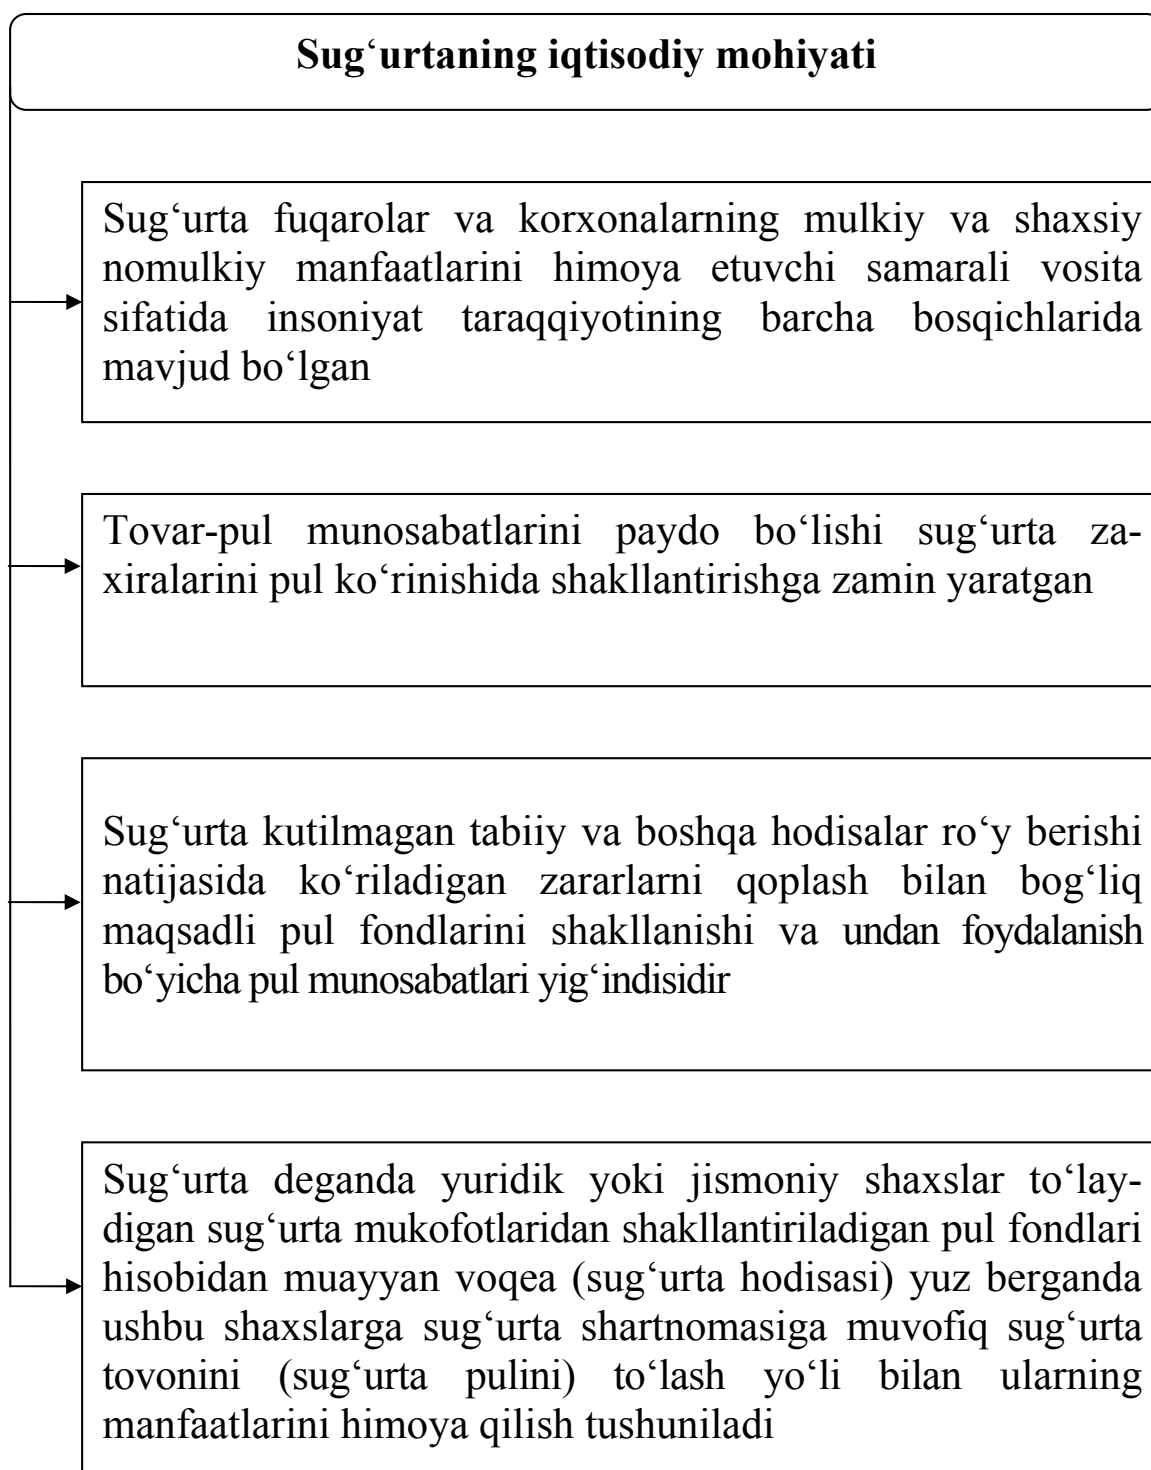 Sug‘urtaning iqtisodiy mohiyati
Sug‘urta fuqarolar va korxonalarning mulkiy va shaxsiy
nomulkiy manfaatlarini himoya etuvchi samarali vosita
sifatida insoniyat taraqqiyotining barcha bosqichlarida
mavjud bo‘lgan
Tovar-pul munosabatlarini paydo bo‘lishi sug‘urta za-
xiralarini pul ko‘rinishida shakllantirishga zamin yaratgan
Sug‘urta kutilmagan tabiiy va boshqa hodisalar ro‘y berishi
natijasida ko‘riladigan zararlarni qoplash bilan bog‘liq
maqsadli pul fondlarini shakllanishi va undan foydalanish
bo‘yicha pul munosabatlari yig‘indisidir
Sug‘urta deganda yuridik yoki jismoniy shaxslar to‘lay-
digan sug‘urta mukofotlaridan shakllantiriladigan pul fondlari
hisobidan muayyan voqea (sug‘urta hodisasi) yuz berganda
ushbu shaxslarga sug‘urta shartnomasiga muvofiq sug‘urta
tovonini (sug‘urta pulini) to‘lash yo‘li bilan ularning
manfaatlarini himoya qilish tushuniladi